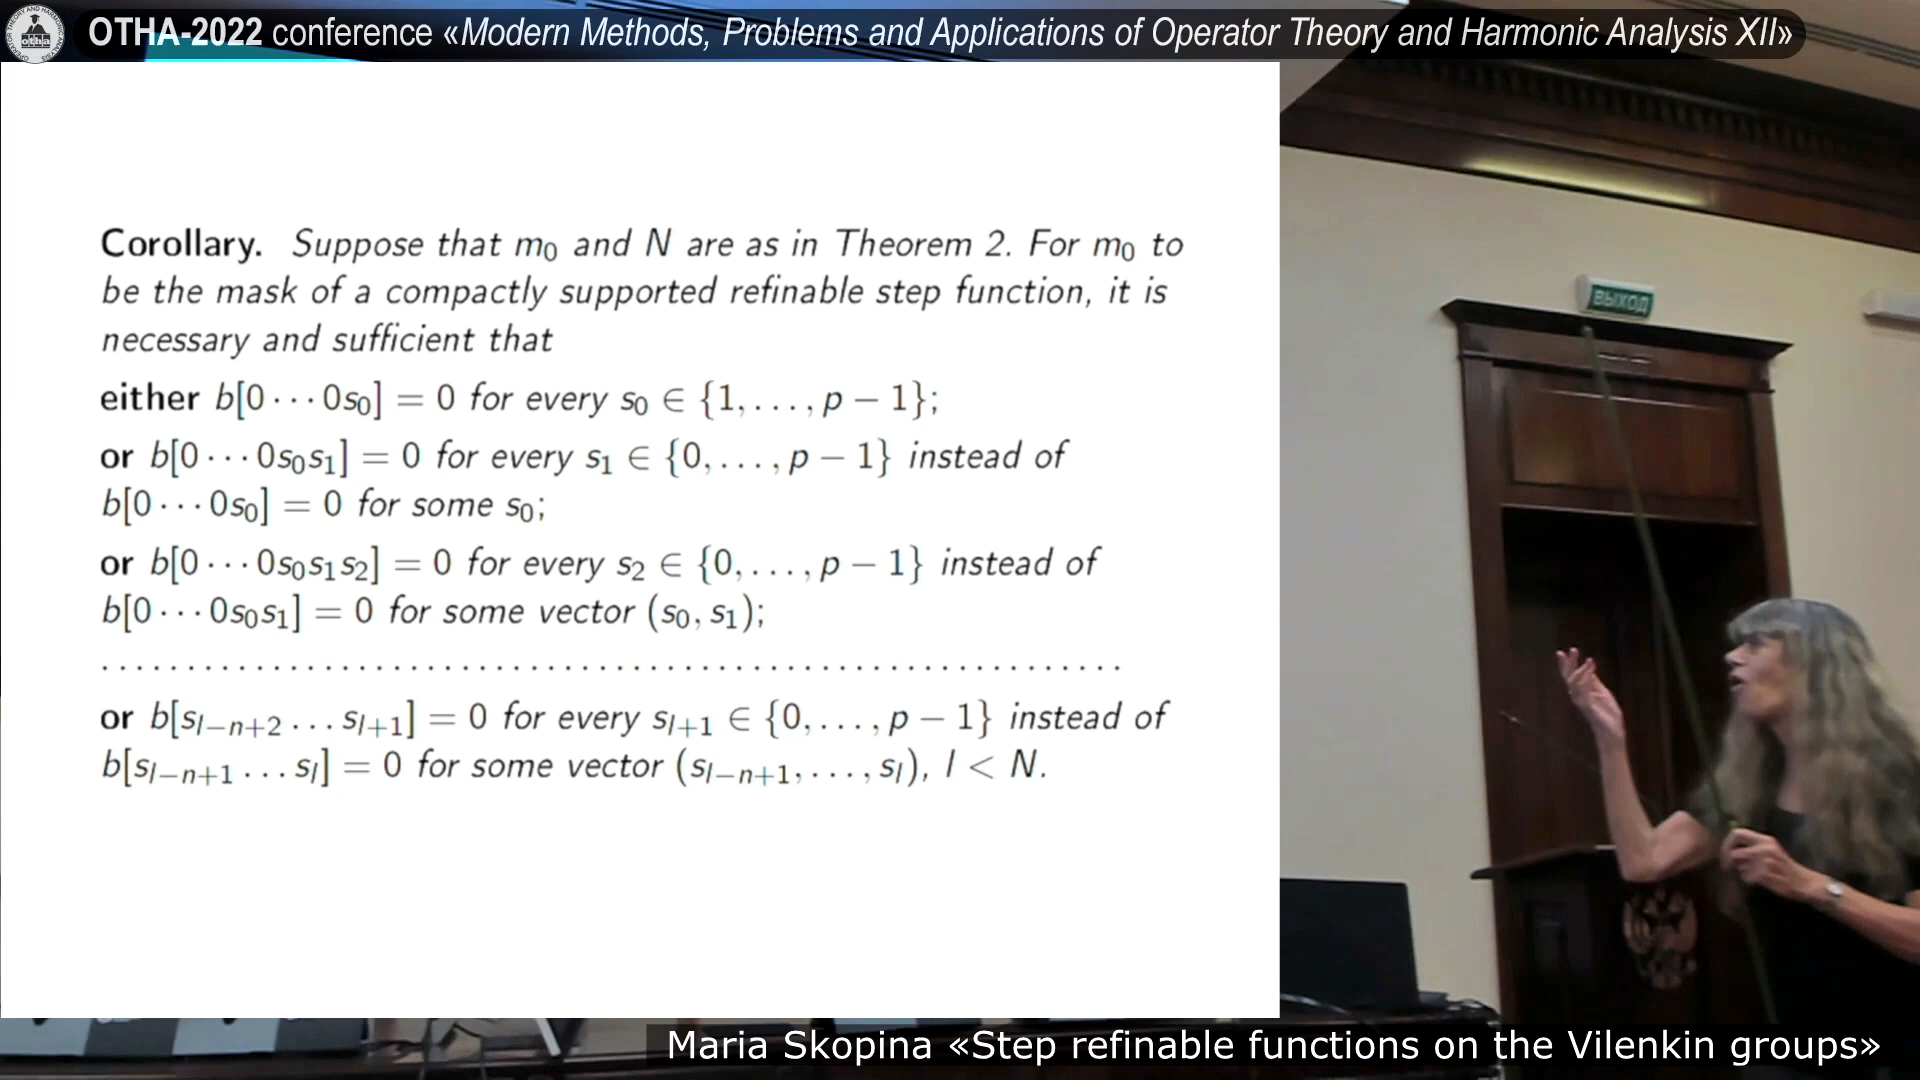 OTHA-2022 conference «Modern Methods, Problems and Applications of Operator Theory and Harmonic Analysis XII»
Corollary. Suppose that m₀ and N are as in Theorem 2. For m₀ to
be the mask of a compactly supported refinable step function, it is
necessary and sufficient that
either b[0 · · · 0s₀] = 0 for every s₀ ∈ {1, . . . , p − 1};
or b[0 · · · 0s₀s₁] = 0 for every s₁ ∈ {0, . . . , p − 1} instead of
b[0 · · · 0s₀] = 0 for some s₀;
or b[0 · · · 0s₀s₁s₂] = 0 for every s₂ ∈ {0, . . . , p − 1} instead of
b[0 · · · 0s₀s₁] = 0 for some vector (s₀, s₁);
. . . . . . . . . . . . . . . . . . . . . . . . . . . . . . . . . . . . . . . . . . . . . . . . . . . . . . . . . . . . .
or b[s_{l−n+2} . . . s_{l+1}] = 0 for every s_{l+1} ∈ {0, . . . , p − 1} instead of
b[s_{l−n+1} . . . s_l] = 0 for some vector (s_{l−n+1}, . . . , s_l), l < N.
ВЫХОД
Maria Skopina «Step refinable functions on the Vilenkin groups»